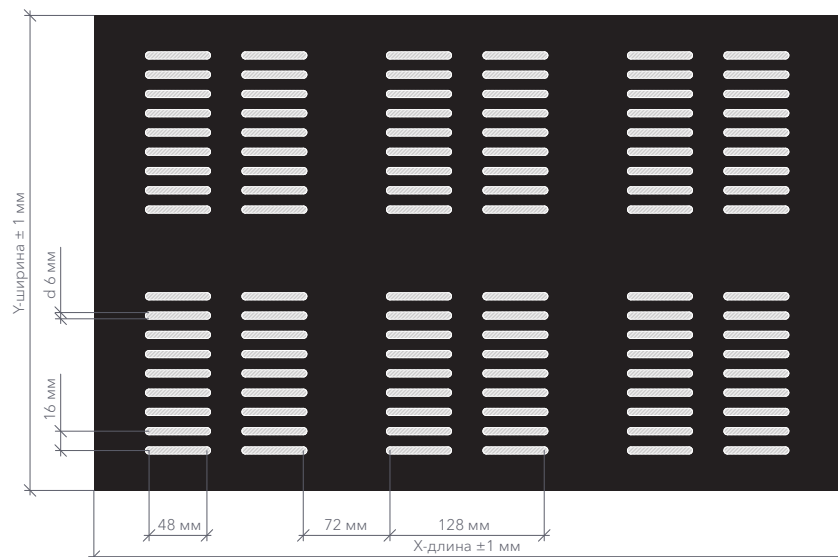 Y-ширина ± 1 мм
d 6 мм
16 мм
48 мм
72 мм
128 мм
X-длина ±1 мм